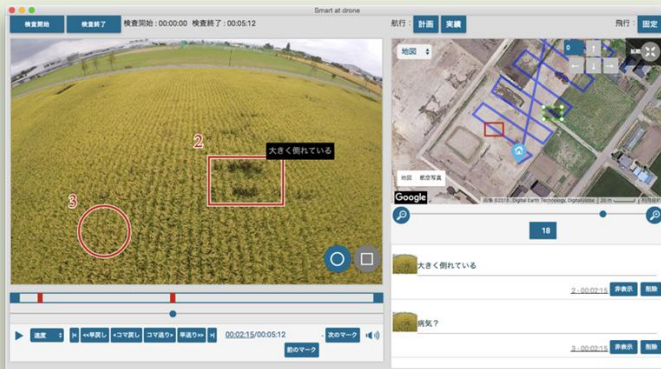 Smart at drone
検査開始
検査終了
検査開始 : 00:00:00 検査終了 : 00:05:12
航行 :
計画
実績
飛行 :
固定
2
大きく倒れている
3
地図
0
↑
← ↓ →
地図 航空写真
Google
18
速度
|<
<<早戻し
<コマ戻し
コマ送り>
早送り>>
>|
00:02:15/00:05:12
次のマーク
前のマーク
大きく倒れている
2 - 00:02:15
非表示
削除
病気？
3 - 00:02:15
非表示
削除